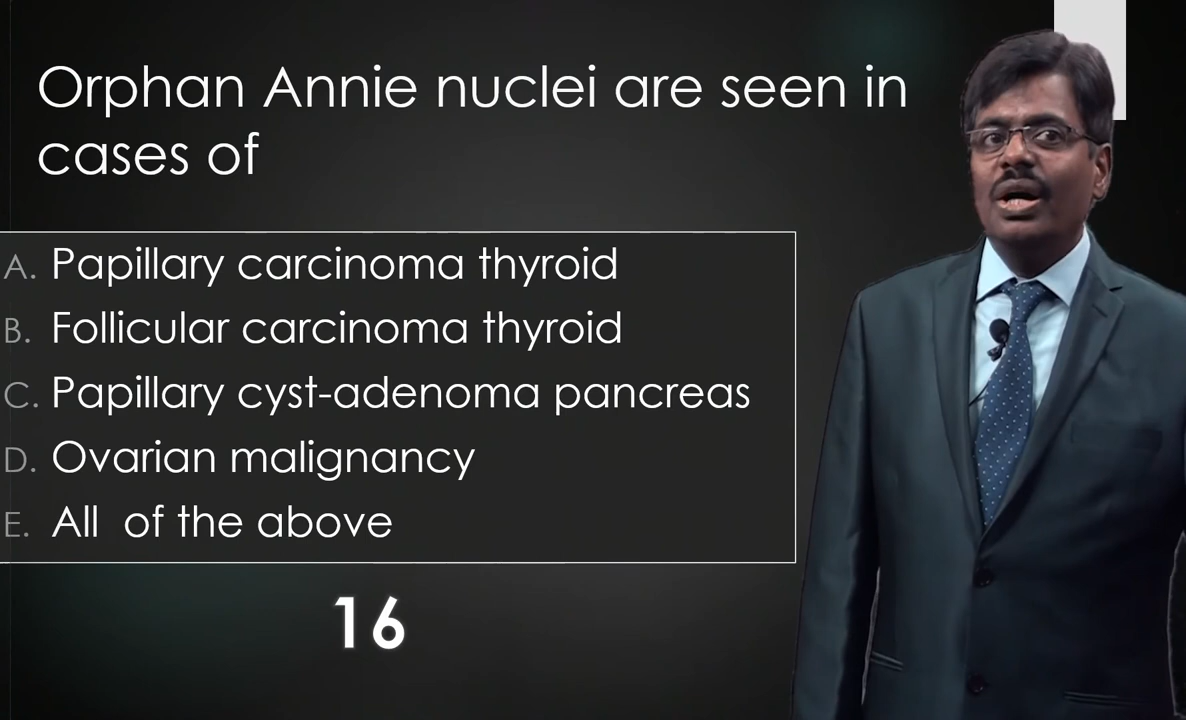 Orphan Annie nuclei are seen in
cases of
A. Papillary carcinoma thyroid
B. Follicular carcinoma thyroid
C. Papillary cyst-adenoma pancreas
D. Ovarian malignancy
E. All of the above
16